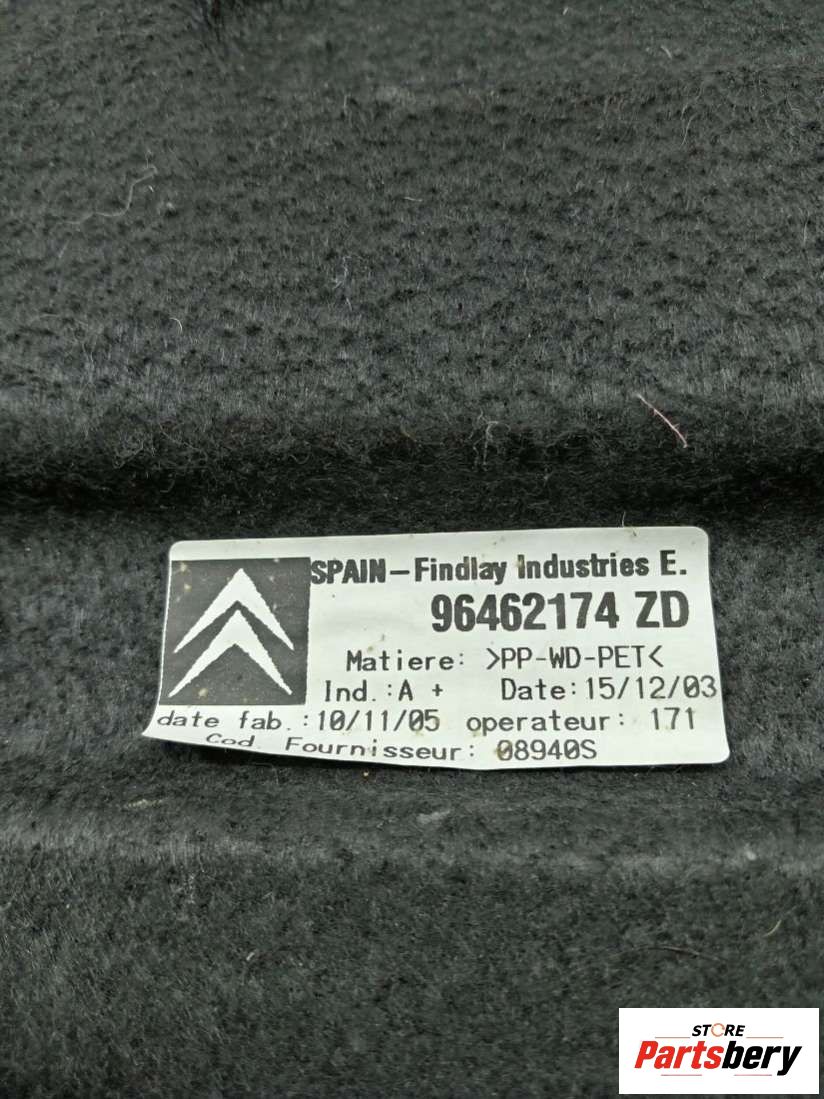 SPAIN-Findlay Industries E.
96462174 ZD
Matiere: >PP-WD-PET<
Ind.:A + Date:15/12/03
date fab.:10/11/05 operateur: 171
Cod. Fournisseur: 08940S
STORE
Partsbery